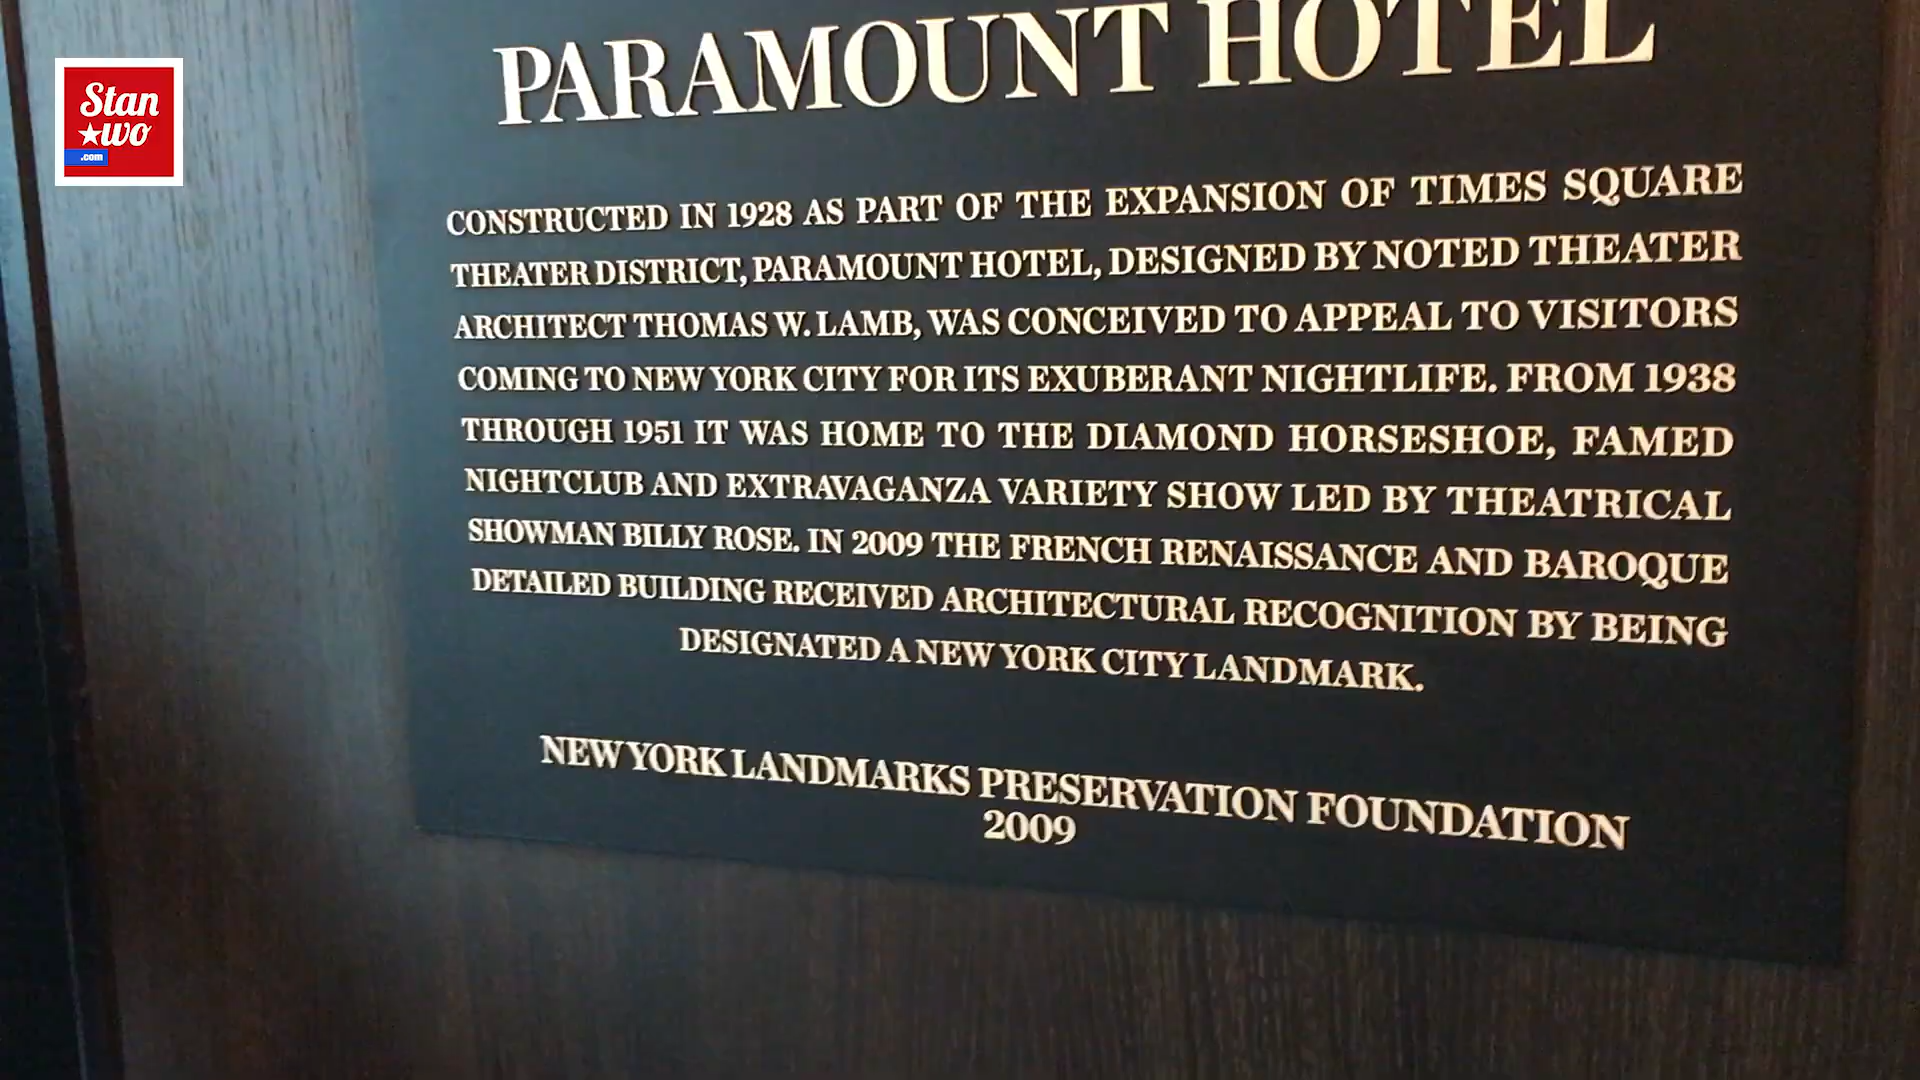 Stan
★wo
.com
PARAMOUNT HOTEL
CONSTRUCTED IN 1928 AS PART OF THE EXPANSION OF TIMES SQUARE
THEATER DISTRICT, PARAMOUNT HOTEL, DESIGNED BY NOTED THEATER
ARCHITECT THOMAS W. LAMB, WAS CONCEIVED TO APPEAL TO VISITORS
COMING TO NEW YORK CITY FOR ITS EXUBERANT NIGHTLIFE. FROM 1938
THROUGH 1951 IT WAS HOME TO THE DIAMOND HORSESHOE, FAMED
NIGHTCLUB AND EXTRAVAGANZA VARIETY SHOW LED BY THEATRICAL
SHOWMAN BILLY ROSE. IN 2009 THE FRENCH RENAISSANCE AND BAROQUE
DETAILED BUILDING RECEIVED ARCHITECTURAL RECOGNITION BY BEING
DESIGNATED A NEW YORK CITY LANDMARK.
NEW YORK LANDMARKS PRESERVATION FOUNDATION
2009